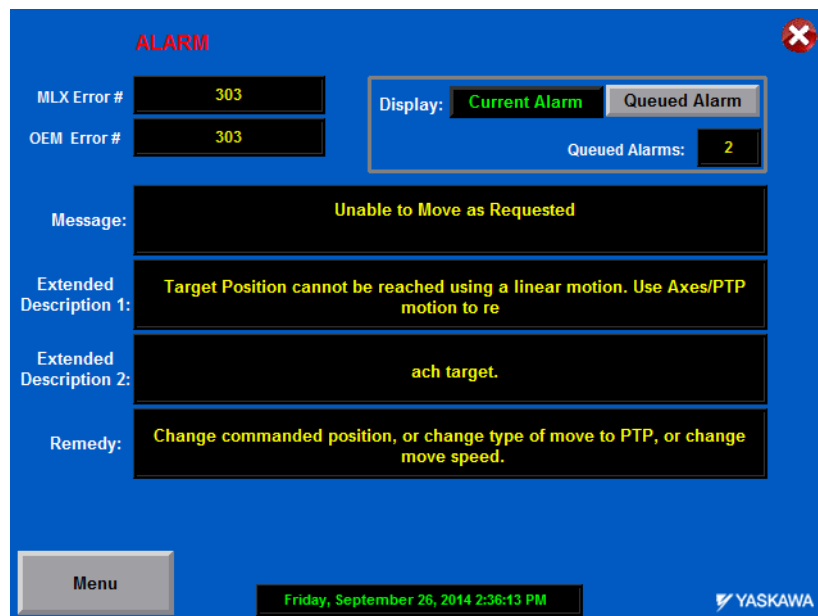 ALARM
MLX Error # 303
OEM Error # 303
Display: Current Alarm Queued Alarm
Queued Alarms: 2
Message: Unable to Move as Requested
Extended Description 1: Target Position cannot be reached using a linear motion. Use Axes/PTP
motion to re
Extended Description 2: ach target.
Remedy: Change commanded position, or change type of move to PTP, or change
move speed.
Menu
Friday, September 26, 2014 2:36:13 PM
YASKAWA